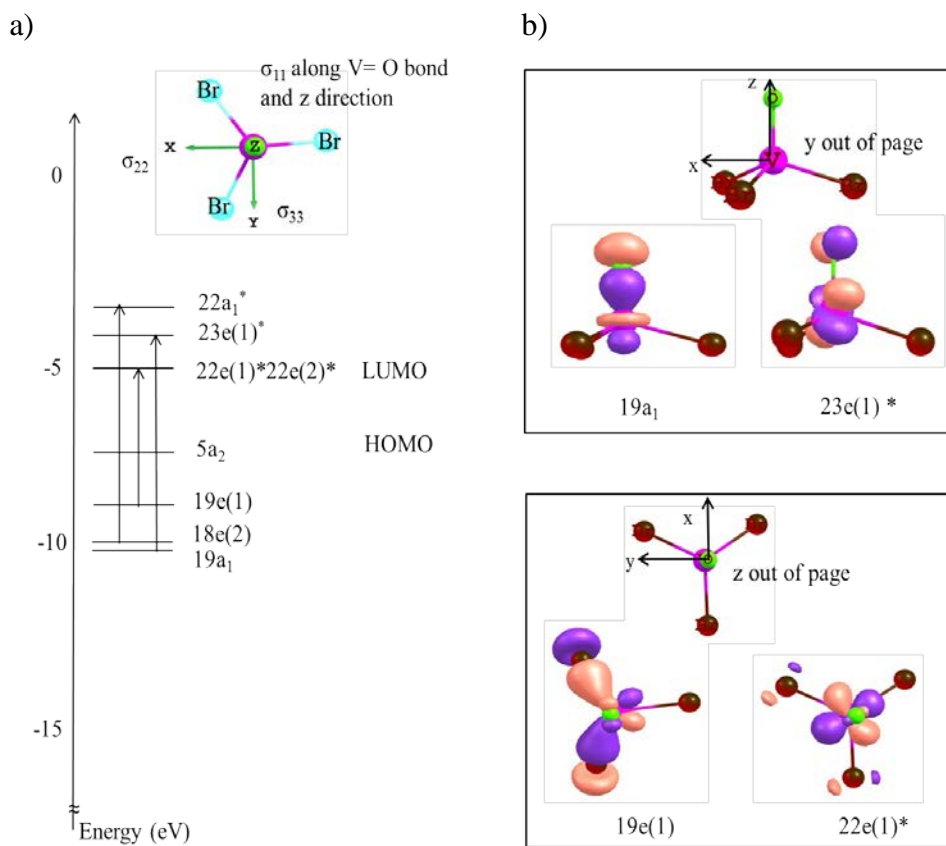 a)
σ11 along V= O bond
and z direction
Br
Br
Br
z
x
Y
σ22
σ33
0
-5
-10
-15
22a1*
23e(1)*
22e(1)*22e(2)* LUMO
5a2 HOMO
19e(1)
18e(2)
19a1
Energy (eV)
b)
z
O
y out of page
x
V
19a1
23e(1) *
x
y
z out of page
19e(1)
22e(1)*